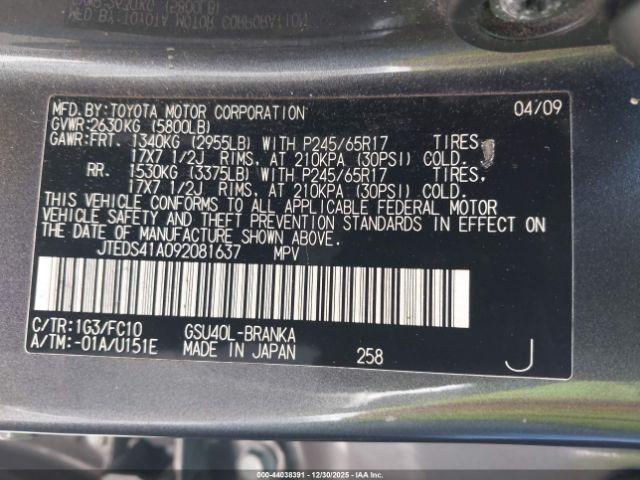 MFD.BY:TOYOTA MOTOR CORPORATION 04/09
GVWR:2630KG (5800LB)
GAWR:FRT. 1340KG (2955LB) WITH P245/65R17 TIRES,
17X7 1/2J RIMS, AT 210KPA (30PSI) COLD.
RR. 1530KG (3375LB) WITH P245/65R17 TIRES,
17X7 1/2J RIMS, AT 210KPA (30PSI) COLD.
THIS VEHICLE CONFORMS TO ALL APPLICABLE FEDERAL MOTOR
VEHICLE SAFETY AND THEFT PREVENTION STANDARDS IN EFFECT ON
THE DATE OF MANUFACTURE SHOWN ABOVE.
JTEDS41A092081637 MPV
C/TR:1G3/FC10 GSU40L-BRANKA
A/TM:-01A/U151E MADE IN JAPAN 258 J
000-44038391 - 12/30/2025 - COPART.COM